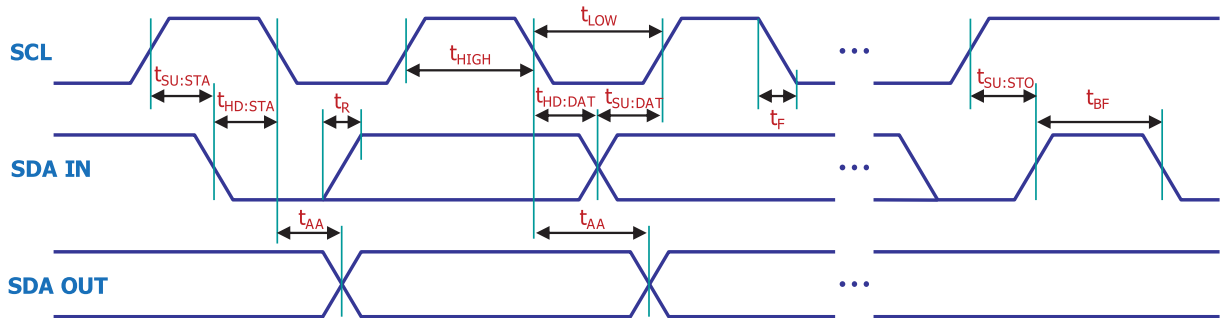 SCL
tSU:STA
tHD:STA
tHIGH
tLOW
tHD:DAT
tSU:DAT
tR
tF
tSU:STO
tBF
SDA IN
tAA
tAA
SDA OUT